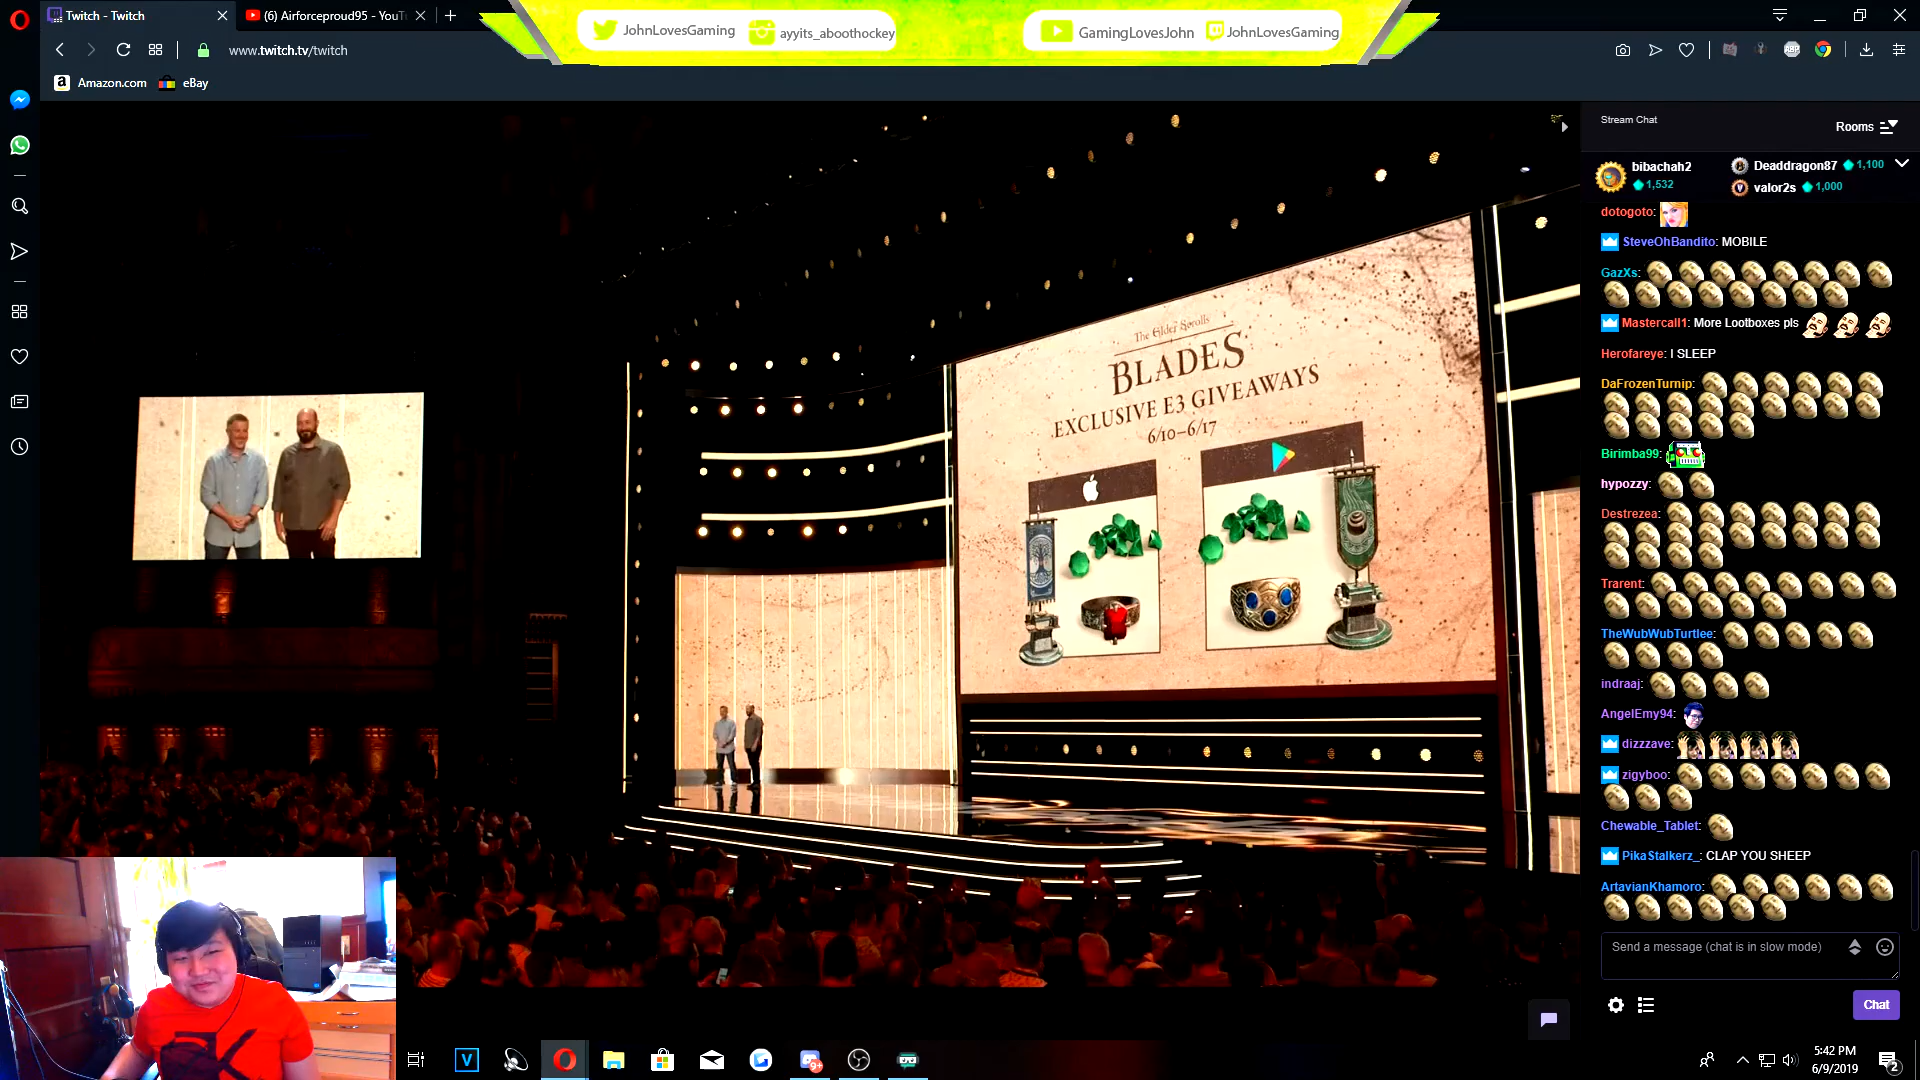 Twitch - Twitch
(6) Airforceproud95 - YouT
JohnLovesGaming
ayyits_aboothockey
GamingLovesJohn
JohnLovesGaming
www.twitch.tv/twitch
ABP
Amazon.com
eBay
Stream Chat
Rooms
bibachah2
1,532
Deaddragon87 1,100
valor2s 1,000
dotogoto:
SteveOhBandito: MOBILE
GazXs:
Mastercall1: More Lootboxes pls
Herofareye: I SLEEP
DaFrozenTurnip:
Birimba99:
hypozzy:
Destrezea:
Trarent:
TheWubWubTurtlee:
indraaj:
AngelEmy94:
dizzzave:
zigyboo:
Chewable_Tablet:
PikaStalkerz_: CLAP YOU SHEEP
ArtavianKhamoro:
Send a message (chat is in slow mode)
Chat
The Elder Scrolls
BLADES
EXCLUSIVE E3 GIVEAWAYS
6/10–6/17
5:42 PM
6/9/2019
2